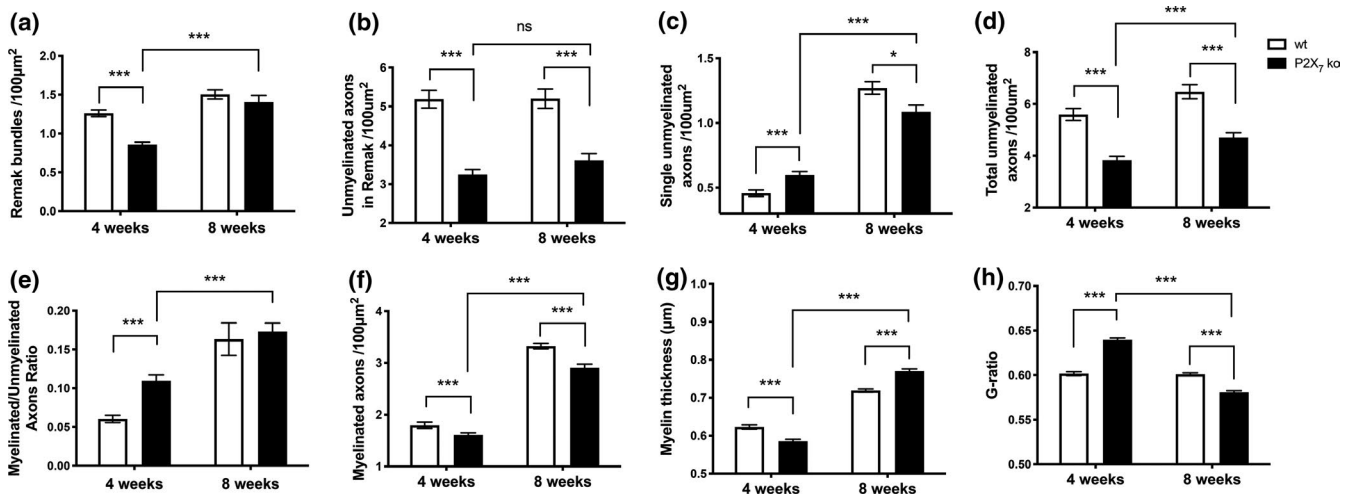 (a)
***
***
Remak bundles /100µm²
2.0
1.5
1.0
0.5
0.0
4 weeks
8 weeks
(b)
ns
***
***
Unmyelinated axons
in Remak /100um²
6
5
4
3
2
4 weeks
8 weeks
(c)
***
*
***
Single unmyelinated
axons /100um²
1.5
1.0
0.5
4 weeks
8 weeks
(d)
***
***
***
Total unmyelinated
axons /100um²
8
6
4
2
4 weeks
8 weeks
wt
P2X₇ ko
(e)
***
***
Myelinated/Unmyelinated
Axons Ratio
0.20
0.15
0.10
0.05
0.00
4 weeks
8 weeks
(f)
***
***
***
Myelinated axons /100µm²
4
3
2
1
4 weeks
8 weeks
(g)
***
***
***
Myelin thickness (µm)
0.9
0.8
0.7
0.6
0.5
4 weeks
8 weeks
(h)
***
***
***
G-ratio
0.70
0.65
0.60
0.55
0.50
4 weeks
8 weeks